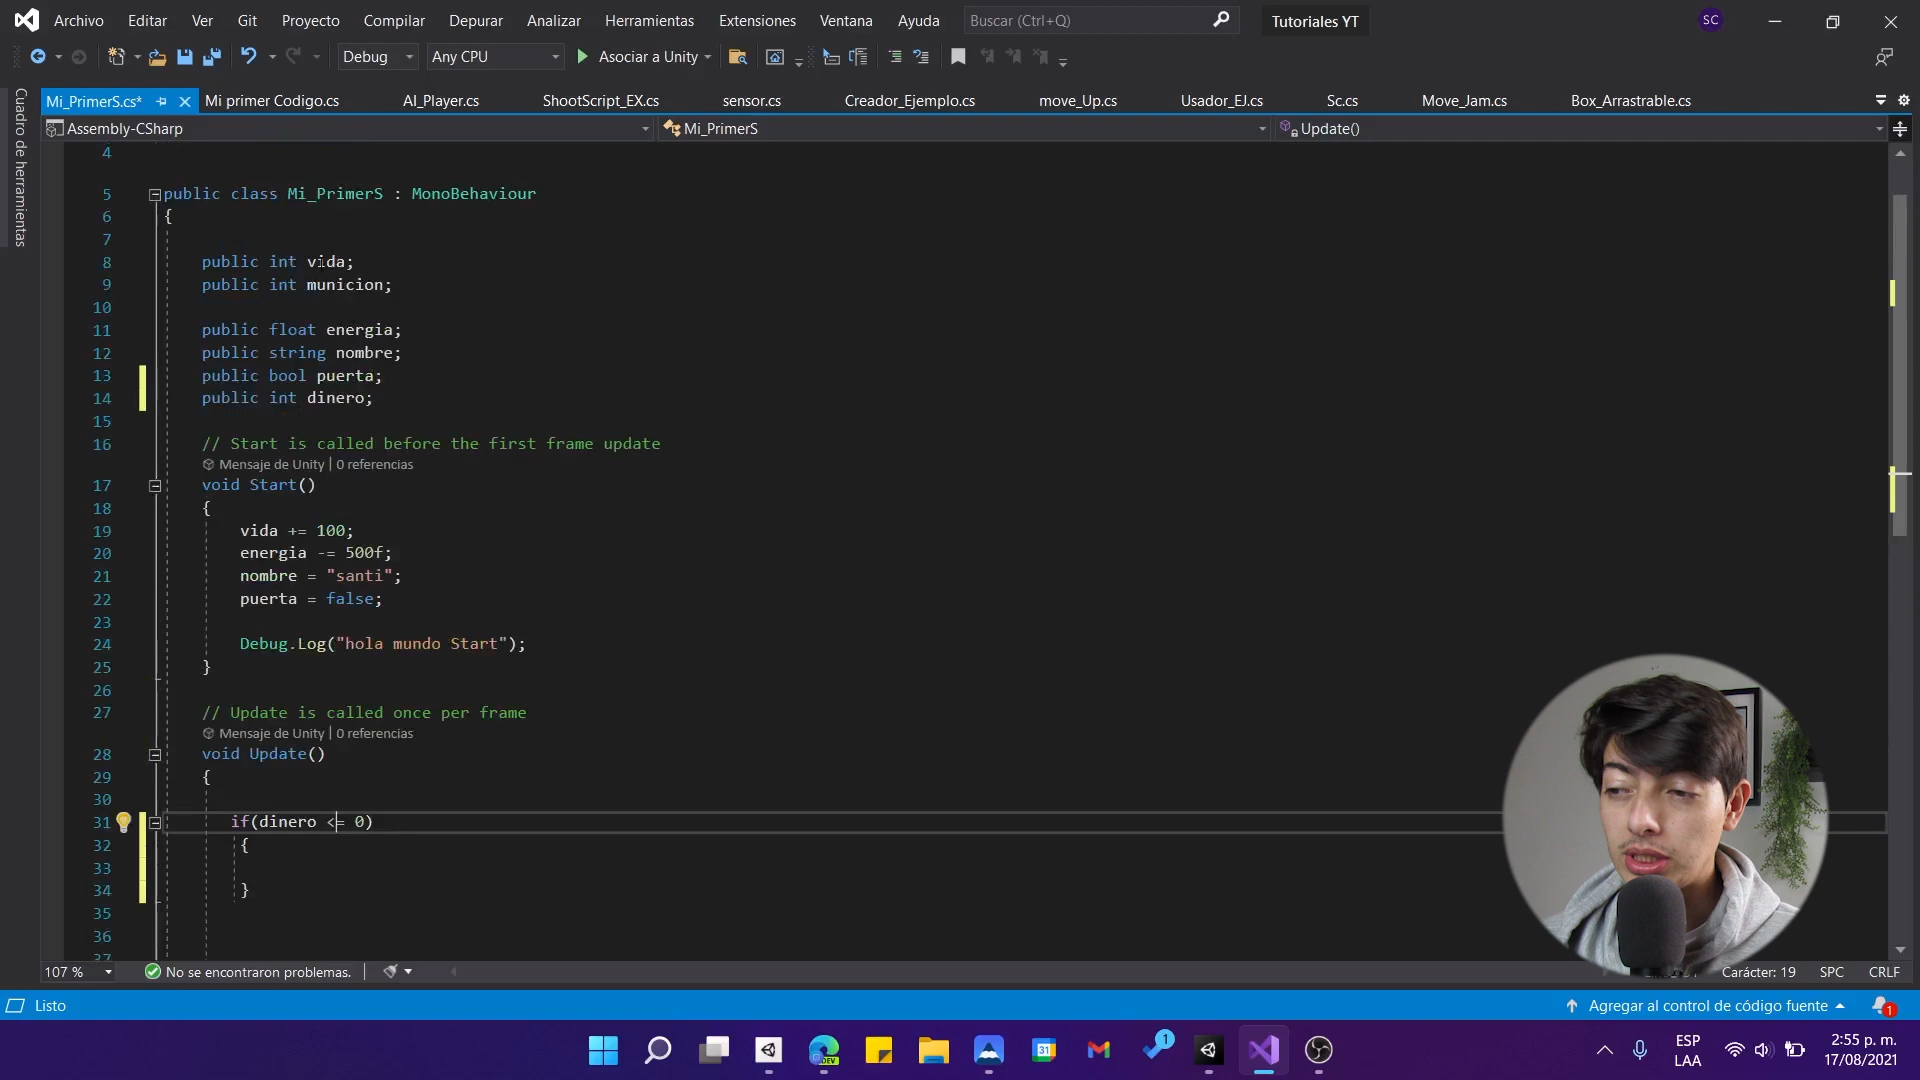 Archivo Editar Ver Git Proyecto Compilar Depurar Analizar Herramientas Extensiones Ventana Ayuda Buscar (Ctrl+Q) Tutoriales YT SC
Debug Any CPU Asociar a Unity
Cuadro de herramientas
Mi_PrimerS.cs* Mi primer Codigo.cs AI_Player.cs ShootScript_EX.cs sensor.cs Creador_Ejemplo.cs move_Up.cs Usador_EJ.cs Sc.cs Move_Jam.cs Box_Arrastrable.cs
Assembly-CSharp Mi_PrimerS Update()
4
5 public class Mi_PrimerS : MonoBehaviour
6 {
7
8 public int vida;
9 public int municion;
10
11 public float energia;
12 public string nombre;
13 public bool puerta;
14 public int dinero;
15
16 // Start is called before the first frame update
Mensaje de Unity | 0 referencias
17 void Start()
18 {
19 vida += 100;
20 energia -= 500f;
21 nombre = "santi";
22 puerta = false;
23
24 Debug.Log("hola mundo Start");
25 }
26
27 // Update is called once per frame
Mensaje de Unity | 0 referencias
28 void Update()
29 {
30
31 if(dinero <= 0)
32 {
33
34 }
35
36
37
107 % No se encontraron problemas. Carácter: 19 SPC CRLF
Listo Agregar al control de código fuente 1
31 1 ESP
LAA
2:55 p. m.
17/08/2021
DEV